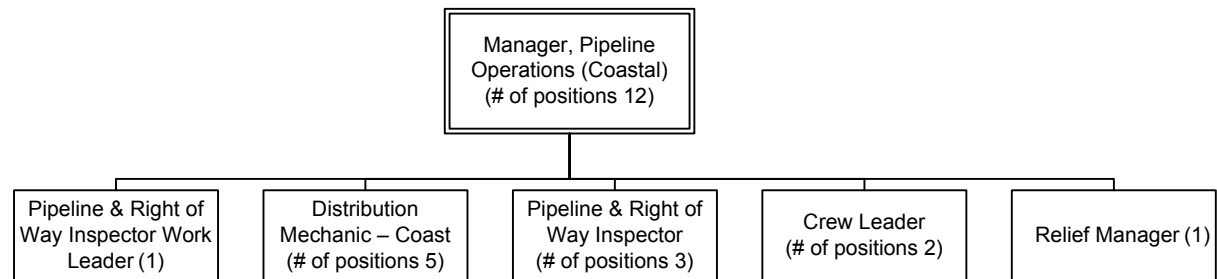 Manager, Pipeline
Operations (Coastal)
(# of positions 12)
Pipeline & Right of
Way Inspector Work
Leader (1)
Distribution
Mechanic – Coast
(# of positions 5)
Pipeline & Right of
Way Inspector
(# of positions 3)
Crew Leader
(# of positions 2)
Relief Manager (1)